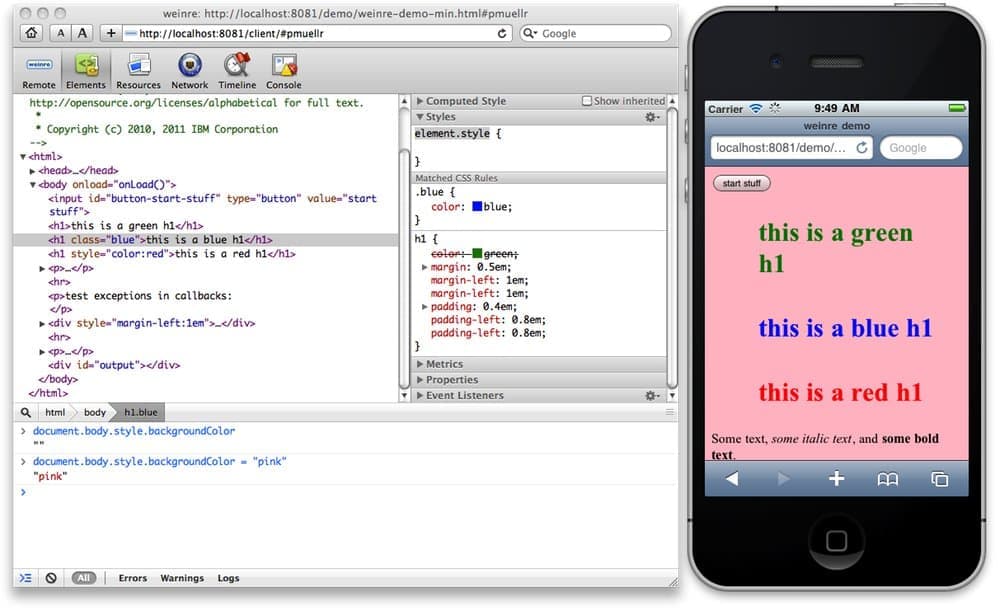 weinre: http://localhost:8081/demo/weinre-demo-min.html#pmuellr
A A + http://localhost:8081/client/#pmuellr Google
weinre
Remote Elements Resources Network Timeline Console
http://opensource.org/licenses/alphabetical for full text.
*
* Copyright (c) 2010, 2011 IBM Corporation
-->
▼<html>
▶<head>…</head>
▼<body onload="onLoad()">
<input id="button-start-stuff" type="button" value="start
stuff">
<h1>this is a green h1</h1>
<h1 class="blue">this is a blue h1</h1>
<h1 style="color:red">this is a red h1</h1>
▶<p>…</p>
<hr>
<p>test exceptions in callbacks:
</p>
▶<div style="margin-left:1em">…</div>
<hr>
▶<p>…</p>
<div id="output"></div>
</body>
</html>
▶ Computed Style Show inherited
▼ Styles
element.style {
}
Matched CSS Rules
.blue {
color: blue;
}
h1 {
color: green;
▶ margin: 0.5em;
margin-left: 1em;
margin-left: 1em;
▶ padding: 0.4em;
padding-left: 0.8em;
padding-left: 0.8em;
}
▶ Metrics
▶ Properties
▶ Event Listeners
html body h1.blue
> document.body.style.backgroundColor
""
> document.body.style.backgroundColor = "pink"
"pink"
>
All Errors Warnings Logs
Carrier 9:49 AM
weinre demo
localhost:8081/demo/... Google
start stuff
this is a green
h1
this is a blue h1
this is a red h1
Some text, some italic text, and some bold
text.